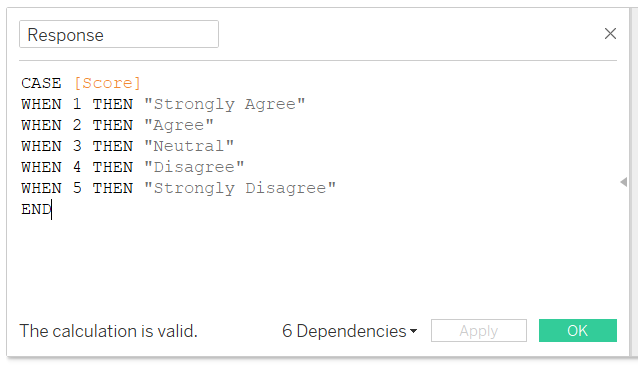 Response
CASE [Score]
WHEN 1 THEN "Strongly Agree"
WHEN 2 THEN "Agree"
WHEN 3 THEN "Neutral"
WHEN 4 THEN "Disagree"
WHEN 5 THEN "Strongly Disagree"
END
The calculation is valid. 6 Dependencies Apply OK